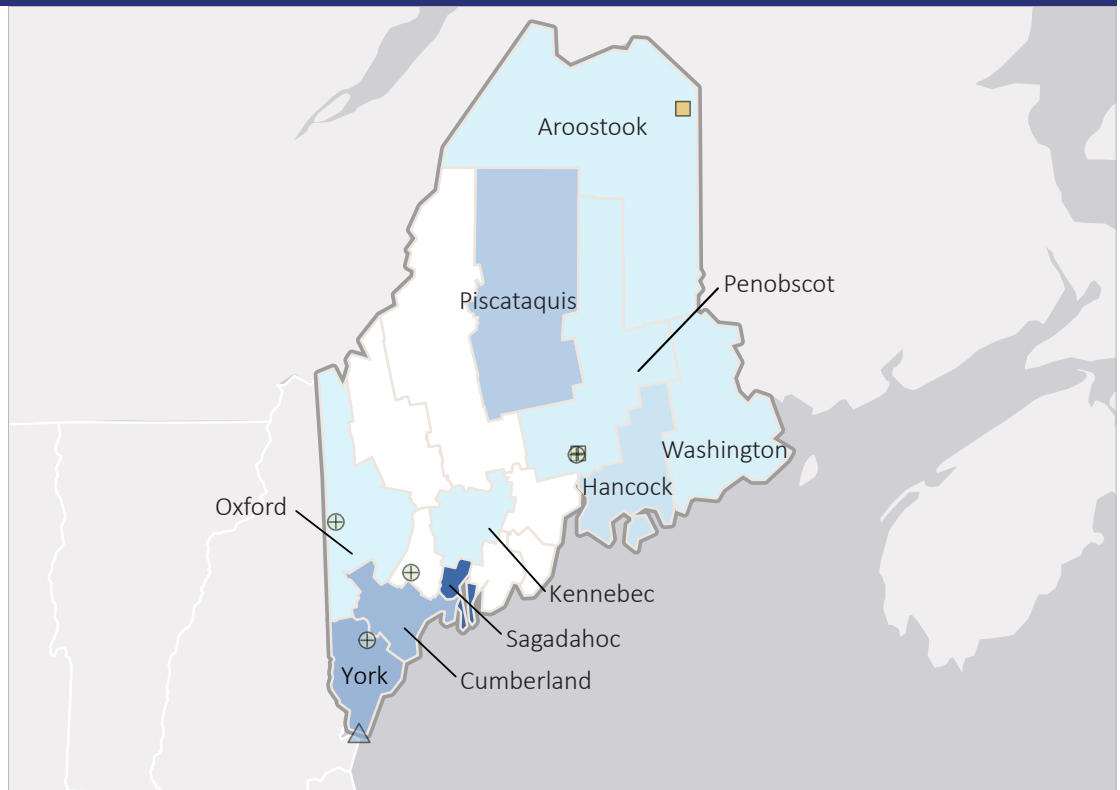 Aroostook
Penobscot
Piscataquis
Washington
Hancock
Oxford
Kennebec
Sagadahoc
York
Cumberland